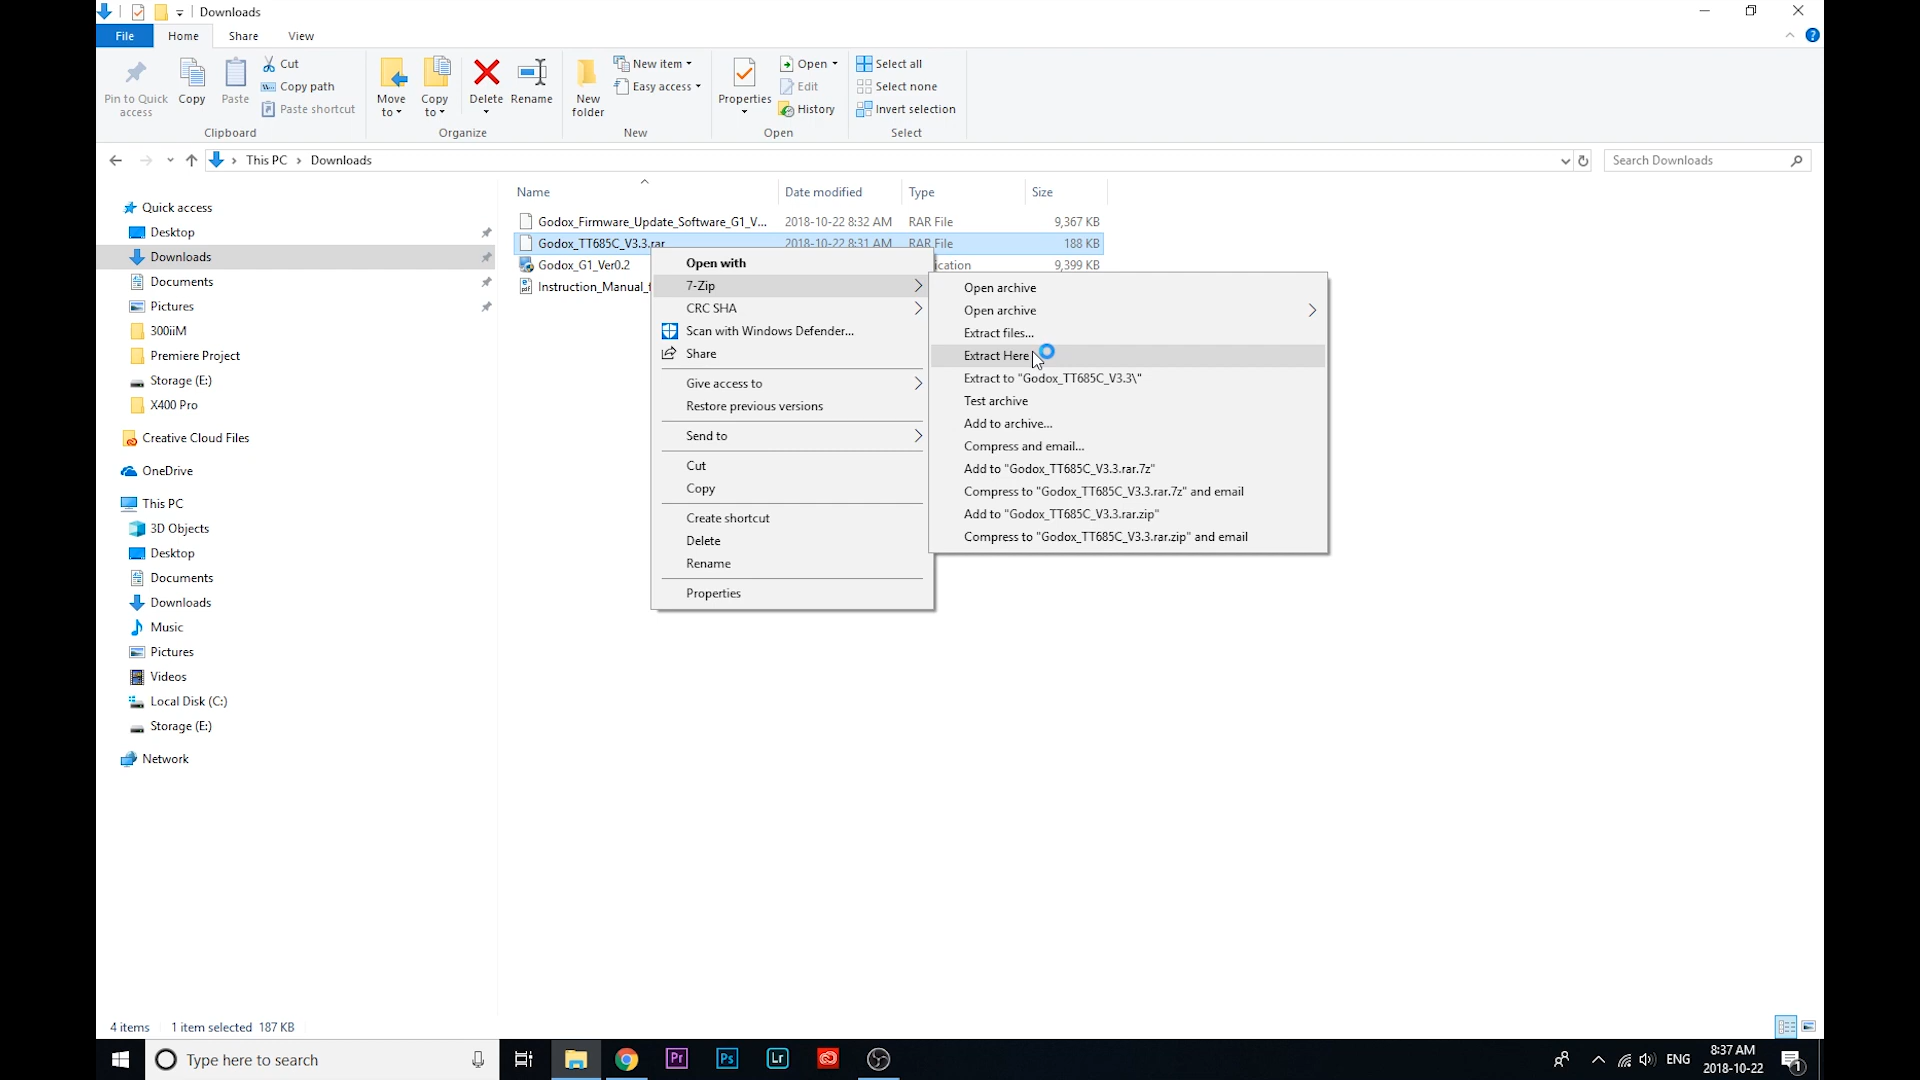 Downloads
File Home Share View
Pin to Quick access
Copy
Paste
Cut
Copy path
Paste shortcut
Clipboard
Move to
Copy to
Delete
Rename
Organize
New folder
New item
Easy access
New
Properties
Open
Edit
History
Open
Select all
Select none
Invert selection
Select
This PC > Downloads
Search Downloads
Quick access
Desktop
Downloads
Documents
Pictures
300iiM
Premiere Project
Storage (E:)
X400 Pro
Creative Cloud Files
OneDrive
This PC
3D Objects
Desktop
Documents
Downloads
Music
Pictures
Videos
Local Disk (C:)
Storage (E:)
Network
Name Date modified Type Size
Godox_Firmware_Update_Software_G1_V... 2018-10-22 8:32 AM RAR File 9,367 KB
Godox_TT685C_V3.3.rar 2018-10-22 8:31 AM RAR File 188 KB
Godox_G1_Ver0.2 ication 9,399 KB
Instruction_Manual_f
Open with
7-Zip
CRC SHA
Scan with Windows Defender...
Share
Give access to
Restore previous versions
Send to
Cut
Copy
Create shortcut
Delete
Rename
Properties
Open archive
Open archive
Extract files...
Extract Here
Extract to "Godox_TT685C_V3.3\"
Test archive
Add to archive...
Compress and email...
Add to "Godox_TT685C_V3.3.rar.7z"
Compress to "Godox_TT685C_V3.3.rar.7z" and email
Add to "Godox_TT685C_V3.3.rar.zip"
Compress to "Godox_TT685C_V3.3.rar.zip" and email
4 items 1 item selected 187 KB
Type here to search
Pr
Ps
Lr
ENG
8:37 AM
2018-10-22
1